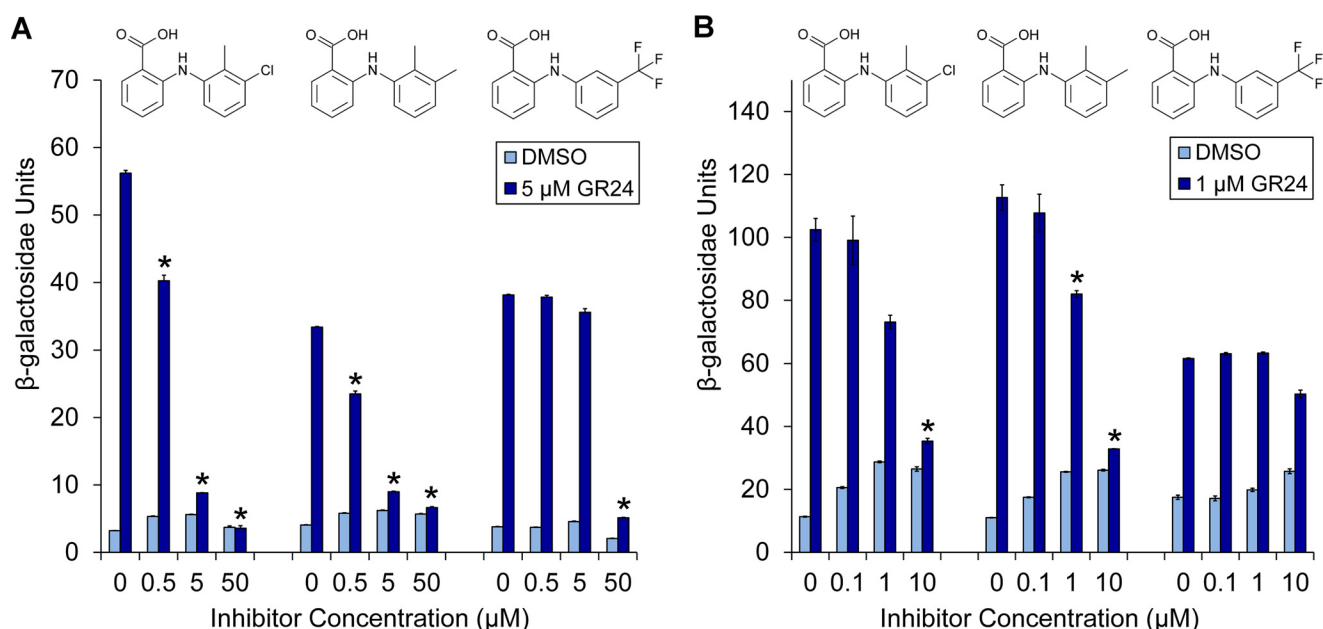 A
O
OH
H
N
Cl
O
OH
H
N
O
OH
H
N
F
F
F
70
60
50
40
30
20
10
0
β-galactosidae Units
DMSO
5 µM GR24
*
*
*
*
*
*
*
0 0.5 5 50 0 0.5 5 50 0 0.5 5 50
Inhibitor Concentration (µM)
B
O
OH
H
N
Cl
O
OH
H
N
O
OH
H
N
F
F
F
140
120
100
80
60
40
20
0
β-galactosidae Units
DMSO
1 µM GR24
*
*
*
0 0.1 1 10 0 0.1 1 10 0 0.1 1 10
Inhibitor Concentration (µM)